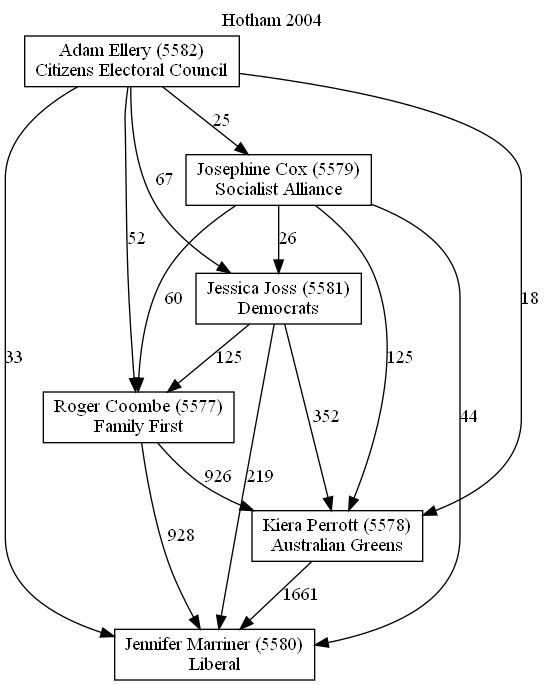 Hotham 2004
Adam Ellery (5582)
Citizens Electoral Council
25
Josephine Cox (5579)
Socialist Alliance
67
52
26
60
18
Jessica Joss (5581)
Democrats
33
125
125
44
Roger Coombe (5577)
Family First
352
926
219
928
Kiera Perrott (5578)
Australian Greens
1661
Jennifer Marriner (5580)
Liberal